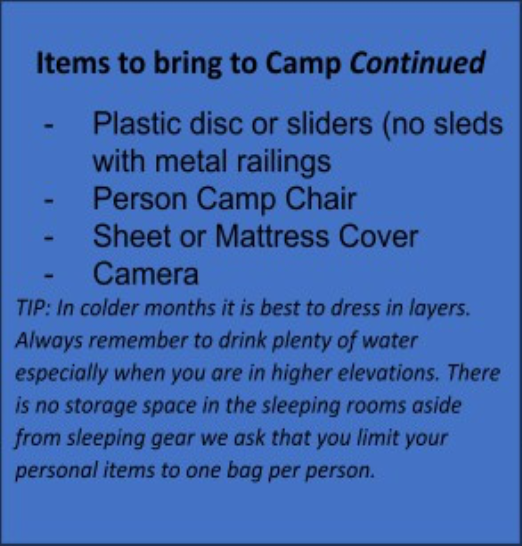 Items to bring to Camp Continued
- Plastic disc or sliders (no sleds
with metal railings
- Person Camp Chair
- Sheet or Mattress Cover
- Camera
TIP: In colder months it is best to dress in layers.
Always remember to drink plenty of water
especially when you are in higher elevations. There
is no storage space in the sleeping rooms aside
from sleeping gear we ask that you limit your
personal items to one bag per person.